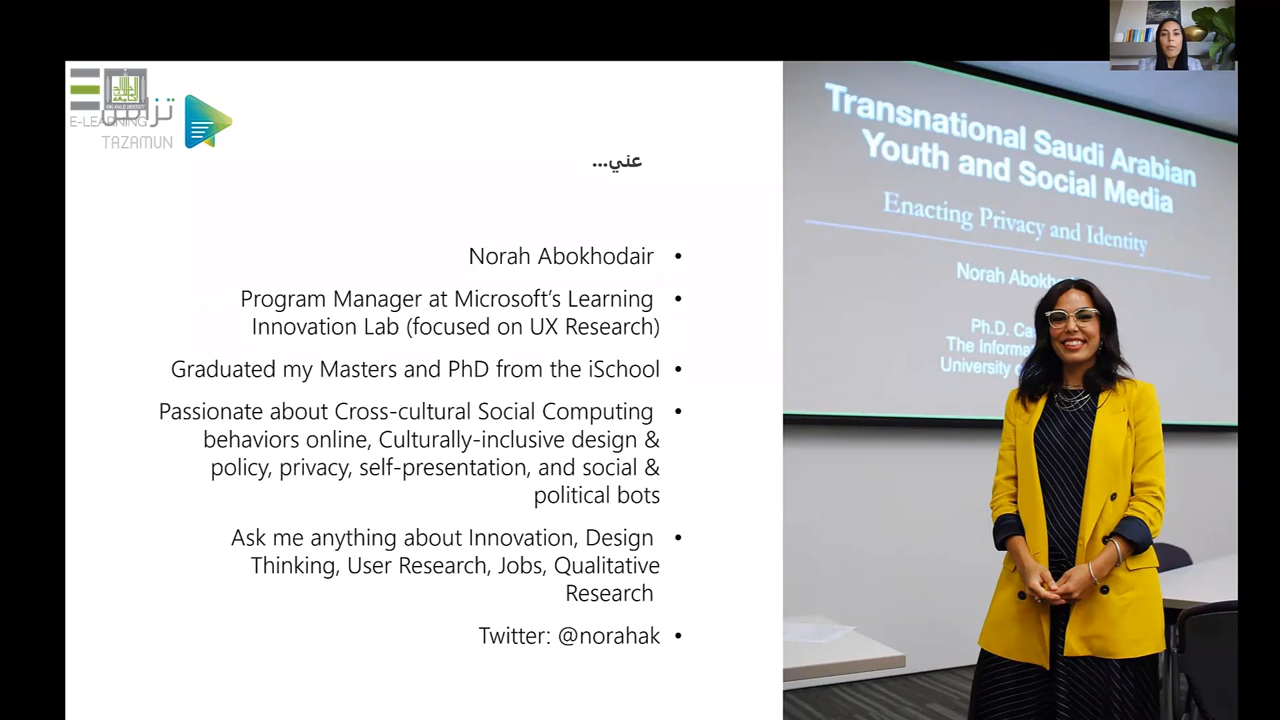 تزامن
E-LEARNING
TAZAMUN
عني...
Norah Abokhodair
Program Manager at Microsoft's Learning
Innovation Lab (focused on UX Research)
Graduated my Masters and PhD from the iSchool
Passionate about Cross-cultural Social Computing
behaviors online, Culturally-inclusive design &
policy, privacy, self-presentation, and social &
political bots
Ask me anything about Innovation, Design
Thinking, User Research, Jobs, Qualitative
Research
Twitter: @norahak
Transnational Saudi Arabian
Youth and Social Media
Enacting Privacy and Identity
Norah
Ph.D.
The
University